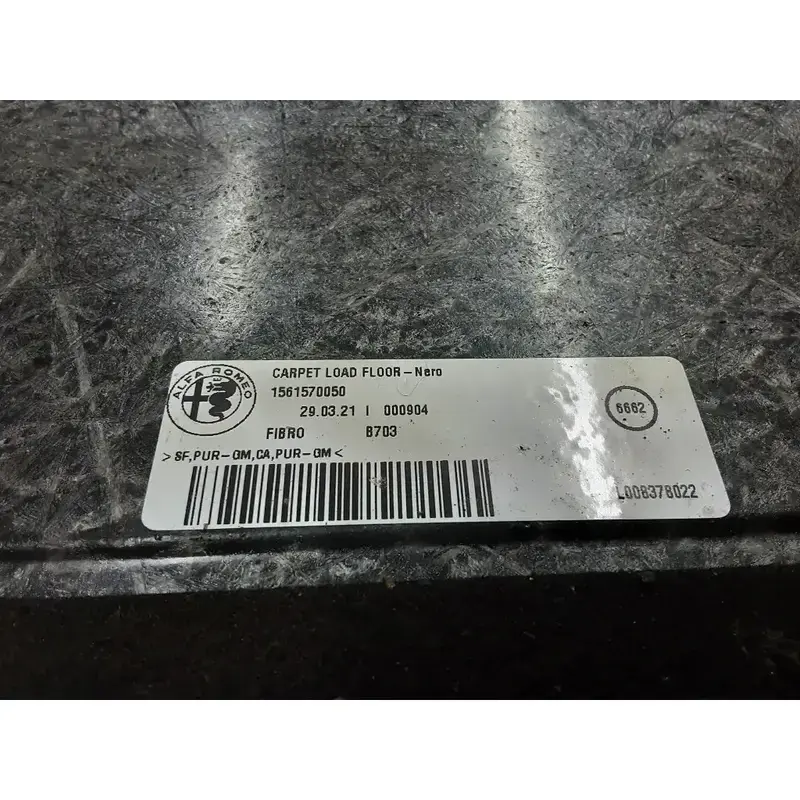 ALFA ROMEO
CARPET LOAD FLOOR-Nero
1561570050
29.03.21 I 000904
FIBRO B703
>SF,PUR-GM,CA,PUR-GM<
6662
L008378022